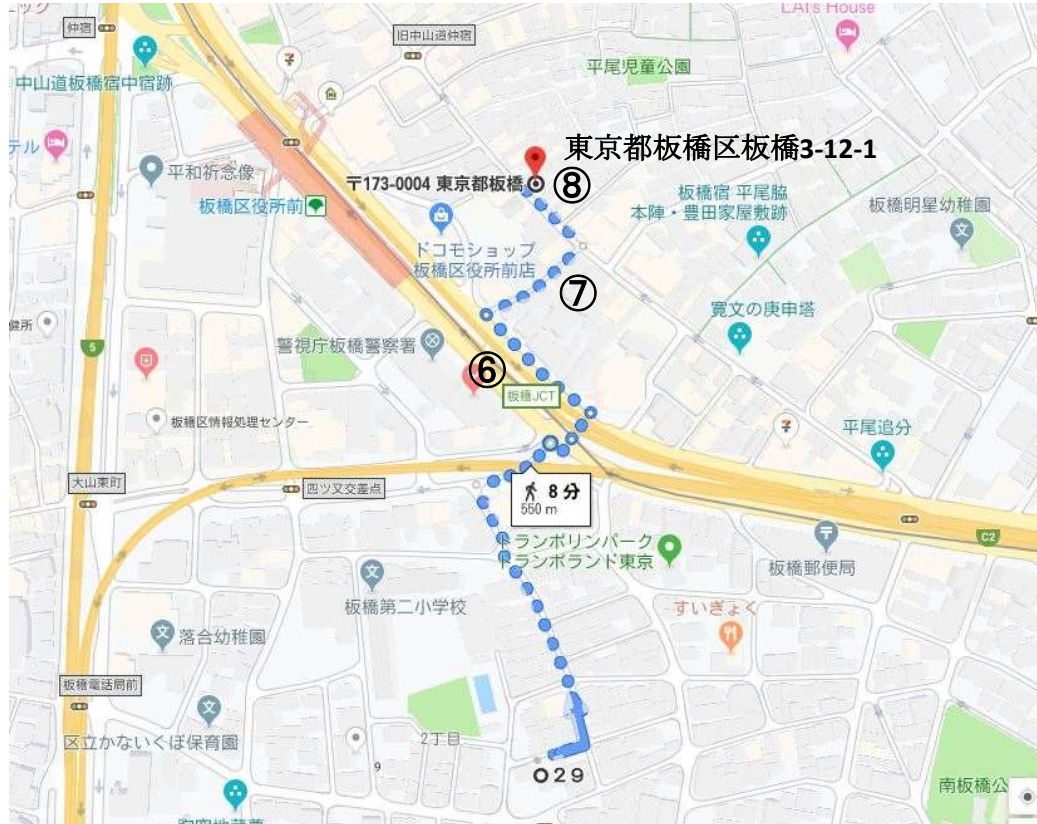 仲宿
旧中山道仲宿
中山道板橋宿中宿跡
平尾児童公園
テル
平和祈念像
東京都板橋区板橋3-12-1
〒173-0004 東京都板橋
⑧
板橋区役所前
板橋宿 平尾脇
本陣・豊田家屋敷跡
板橋明星幼稚園
ドコモショップ
板橋区役所前店
⑦
寛文の庚申塔
健所
5
警視庁板橋警察署
⑥
板橋JCT
板橋区情報処理センター
平尾追分
大山東町
四ツ又交差点
8 分
550 m
C2
トランポリンパーク
トランポランド東京
板橋郵便局
板橋第二小学校
すいぎょく
落合幼稚園
板橋電話局前
区立かないくぼ保育園
2丁目
9
29
南板橋公